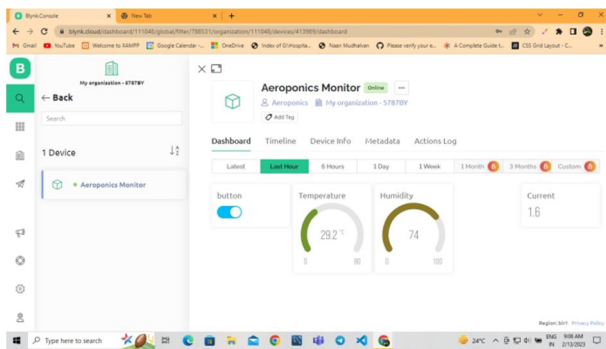 Blynk.Console
New Tab
blynk.cloud/dashboard/111048/global/filter/788531/organization/111048/devices/413989/dashboard
Gmail
YouTube
Welcome to XAMPP
Google Calendar
OneDrive
Index of G:\Hospita...
Naan Mudhalvan
Please verify your e...
A Complete Guide t...
CSS Grid Layout - C...
B
My organization - 5787BY
← Back
Search
1 Device
Aeroponics Monitor
Aeroponics Monitor Online
Aeroponics My organization - 5787BY
Add Tag
Dashboard Timeline Device Info Metadata Actions Log
Latest Last Hour 6 Hours 1 Day 1 Week 1 Month 3 Months Custom
button
Temperature
29.2 °C
0
Humidity
74
0 100
Current
1.6
Region: blr1 Privacy Policy
Type here to search
24°C
ENG
IN
9:08 AM
2/13/2023